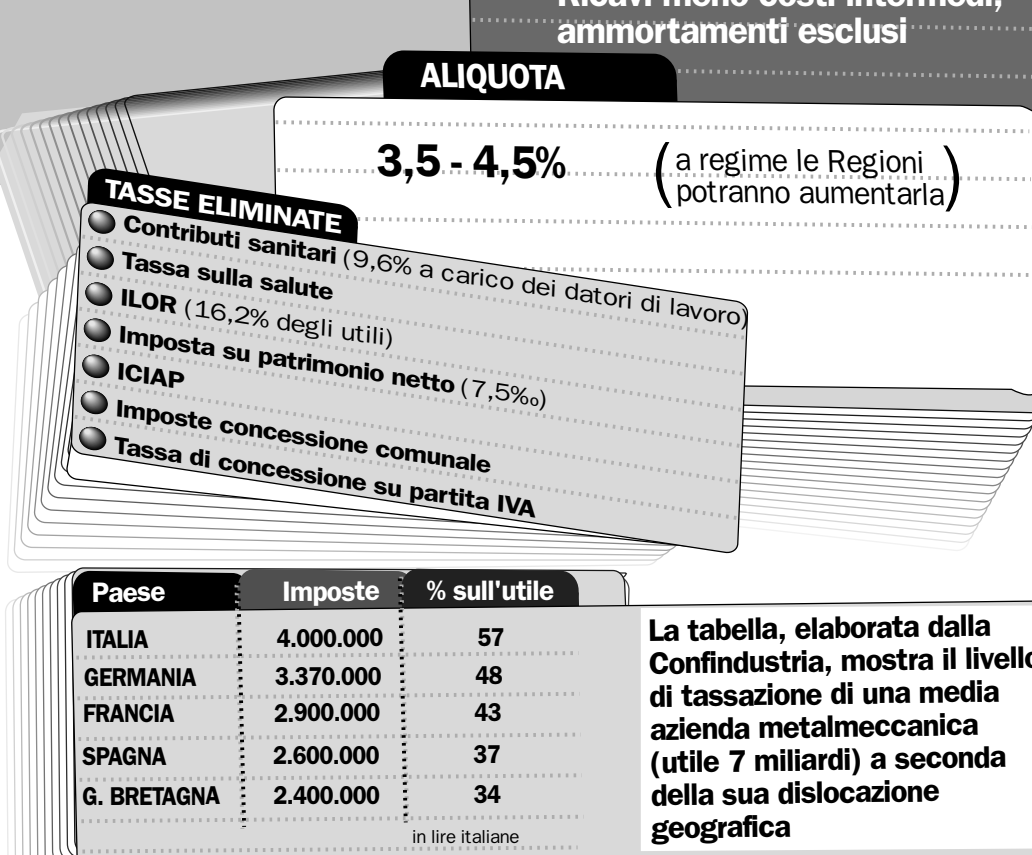 Ricavi meno costi intermedi,
ammortamenti esclusi
ALIQUOTA
3,5 - 4,5%
(a regime le Regioni
potranno aumentarla)
TASSE ELIMINATE
Contributi sanitari (9,6% a carico dei datori di lavoro)
Tassa sulla salute
ILOR (16,2% degli utili)
Imposta su patrimonio netto (7,5‰)
ICIAP
Imposte concessione comunale
Tassa di concessione su partita IVA
Paese Imposte % sull'utile
ITALIA 4.000.000 57
GERMANIA 3.370.000 48
FRANCIA 2.900.000 43
SPAGNA 2.600.000 37
G. BRETAGNA 2.400.000 34
in lire italiane
La tabella, elaborata dalla
Confindustria, mostra il livello
di tassazione di una media
azienda metalmeccanica
(utile 7 miliardi) a seconda
della sua dislocazione
geografica